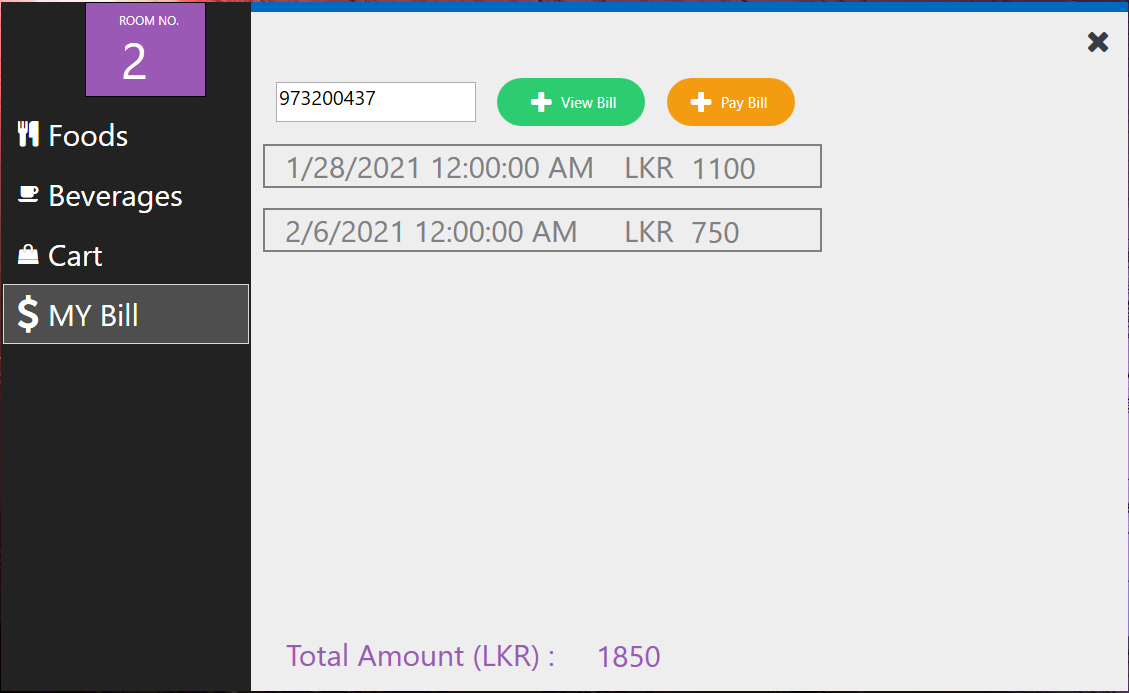 ROOM NO.
2
Foods
Beverages
Cart
MY Bill
973200437
View Bill
Pay Bill
1/28/2021 12:00:00 AM LKR 1100
2/6/2021 12:00:00 AM LKR 750
Total Amount (LKR) : 1850